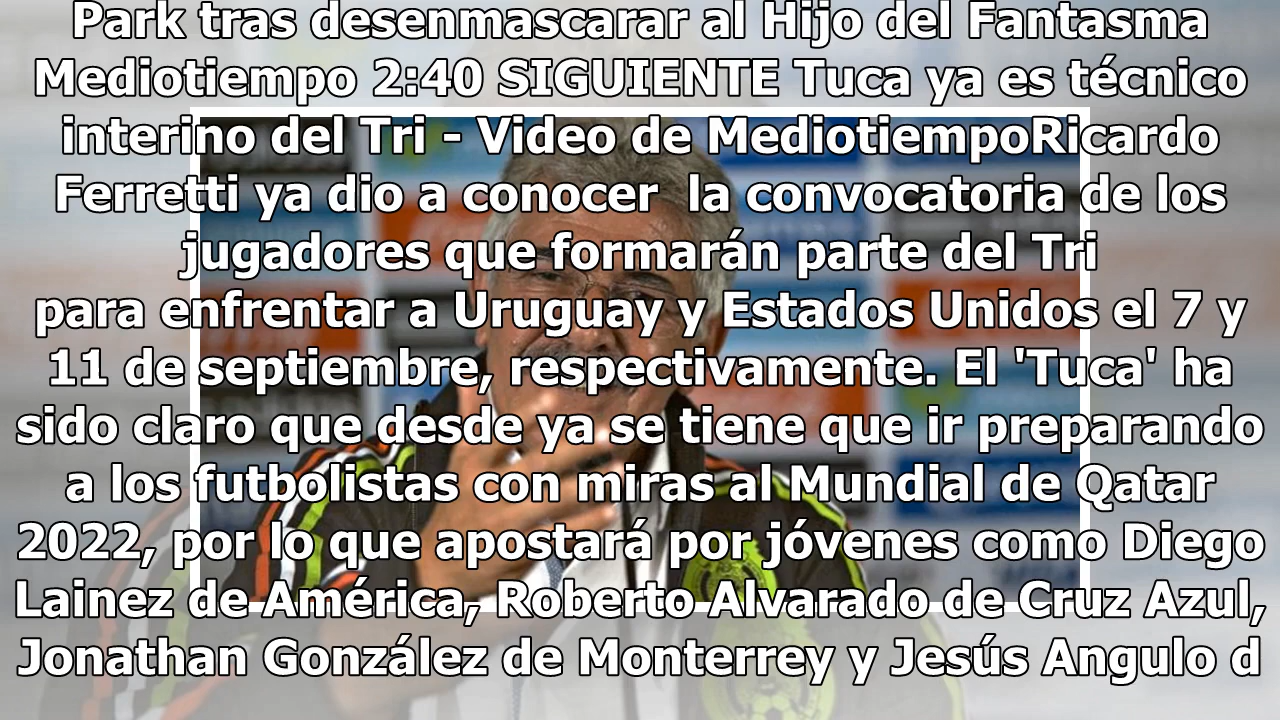 Park tras desenmascarar al Hijo del Fantasma
Mediotiempo 2:40 SIGUIENTE Tuca ya es técnico
interino del Tri - Video de MediotiempoRicardo
Ferretti ya dio a conocer  la convocatoria de los
jugadores que formarán parte del Tri
para enfrentar a Uruguay y Estados Unidos el 7 y
11 de septiembre, respectivamente. El 'Tuca' ha
sido claro que desde ya se tiene que ir preparando
a los futbolistas con miras al Mundial de Qatar
2022, por lo que apostará por jóvenes como Diego
Lainez de América, Roberto Alvarado de Cruz Azul,
Jonathan González de Monterrey y Jesús Angulo d